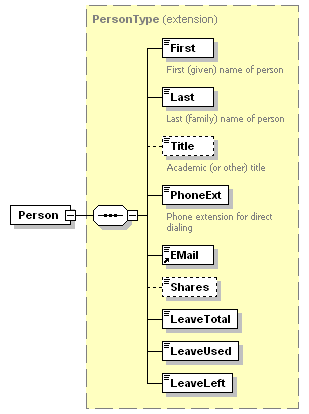 PersonType (extension)
First
First (given) name of person
Last
Last (family) name of person
Title
Academic (or other) title
PhoneExt
Person
Phone extension for direct
dialing
EMail
Shares
LeaveTotal
LeaveUsed
LeaveLeft